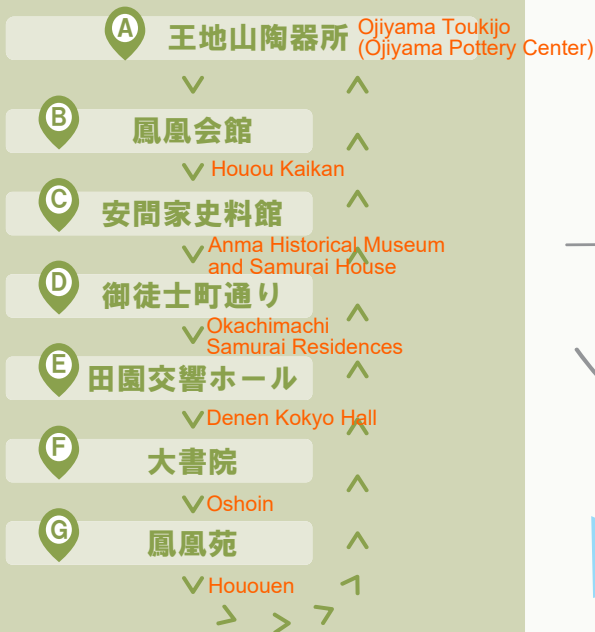 A
王地山陶器所
Ojiyama Toukijo
(Ojiyama Pottery Center)
B
鳳凰会館
Houou Kaikan
C
安間家史料館
Anma Historical Museum
and Samurai House
D
御徒士町通り
Okachimachi
Samurai Residences
E
田園交響ホール
Denen Kokyo Hall
F
大書院
Oshoin
G
鳳凰苑
Hououen